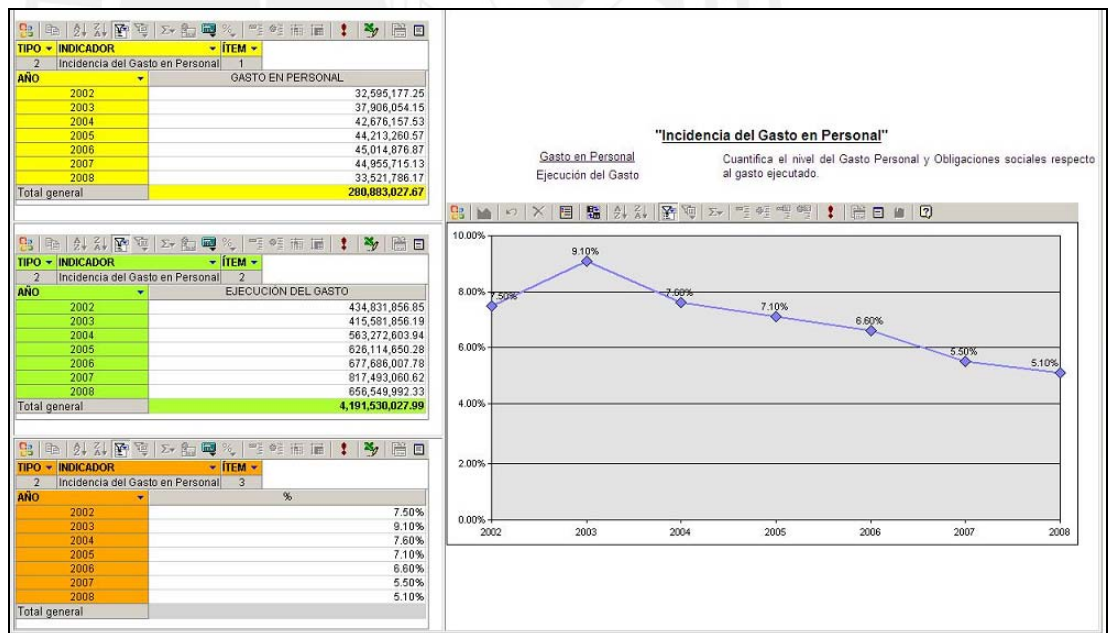 TIPO INDICADOR ÍTEM
2 Incidencia del Gasto en Personal 1
AÑO GASTO EN PERSONAL
2002 32,595,177.25
2003 37,906,054.15
2004 42,676,157.53
2005 44,213,260.57
2006 45,014,876.87
2007 44,955,715.13
2008 33,521,786.17
Total general 280,883,027.67
TIPO INDICADOR ÍTEM
2 Incidencia del Gasto en Personal 2
AÑO EJECUCIÓN DEL GASTO
2002 434,831,856.85
2003 415,581,856.19
2004 563,272,603.94
2005 626,114,650.28
2006 677,686,007.78
2007 817,493,060.62
2008 656,549,992.33
Total general 4,191,530,027.99
TIPO INDICADOR ÍTEM
2 Incidencia del Gasto en Personal 3
AÑO %
2002 7.50%
2003 9.10%
2004 7.60%
2005 7.10%
2006 6.60%
2007 5.50%
2008 5.10%
Total general
"Incidencia del Gasto en Personal"
Gasto en Personal
Ejecución del Gasto
Cuantifica el nivel del Gasto Personal y Obligaciones sociales respecto
al gasto ejecutado.
10.00%
8.00%
6.00%
4.00%
2.00%
0.00%
7.50%
9.10%
7.60%
7.10%
6.60%
5.50%
5.10%
2002 2003 2004 2005 2006 2007 2008